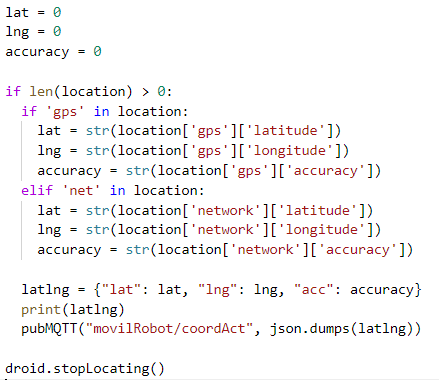 lat = 0
lng = 0
accuracy = 0

if len(location) > 0:
  if 'gps' in location:
    lat = str(location['gps']['latitude'])
    lng = str(location['gps']['longitude'])
    accuracy = str(location['gps']['accuracy'])
  elif 'net' in location:
    lat = str(location['network']['latitude'])
    lng = str(location['network']['longitude'])
    accuracy = str(location['network']['accuracy'])

  latlng = {"lat": lat, "lng": lng, "acc": accuracy}
  print(latlng)
  pubMQTT("movilRobot/coordAct", json.dumps(latlng))

droid.stopLocating()